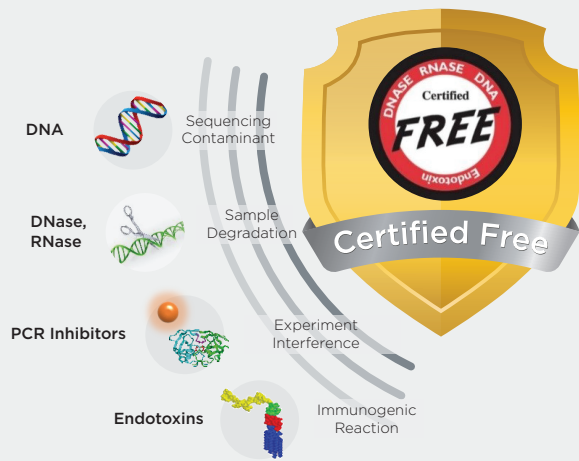 DNASE RNASE DNA
Certified
FREE
Endotoxin
Certified Free
DNA
Sequencing
Contaminant
DNase,
RNase
Sample
Degradation
PCR Inhibitors
Experiment
Interference
Endotoxins
Immunogenic
Reaction